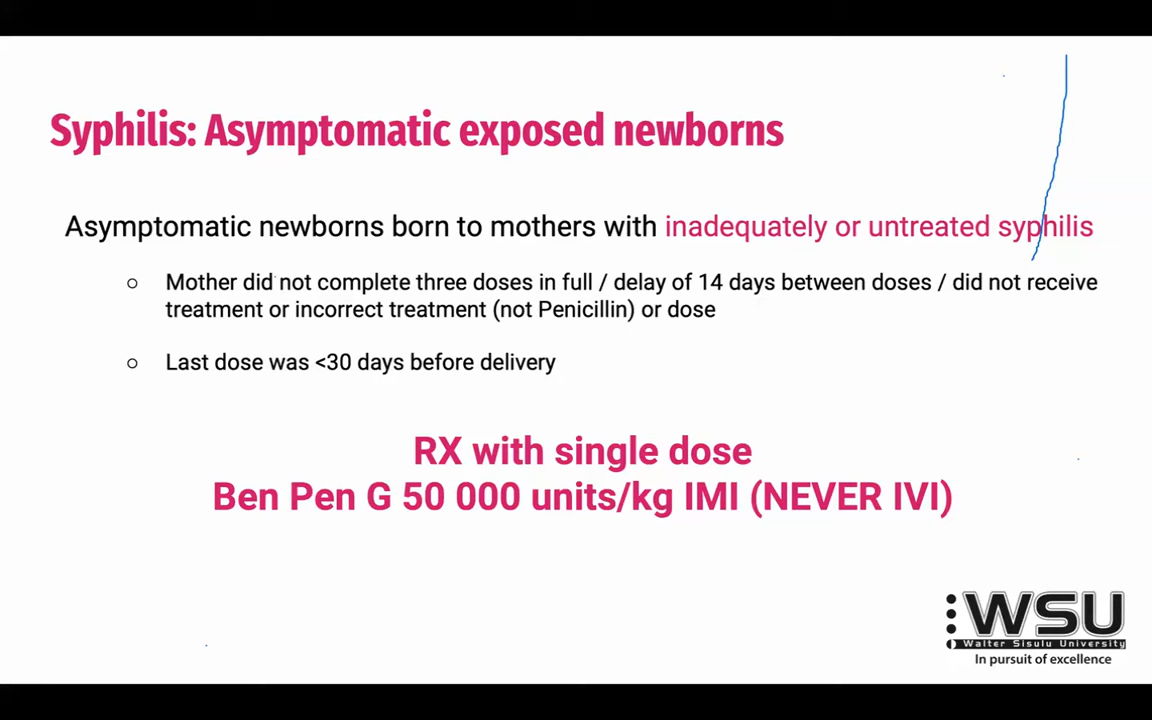 Syphilis: Asymptomatic exposed newborns
Asymptomatic newborns born to mothers with inadequately or untreated syphilis
Mother did not complete three doses in full / delay of 14 days between doses / did not receive
treatment or incorrect treatment (not Penicillin) or dose
Last dose was <30 days before delivery
RX with single dose
Ben Pen G 50 000 units/kg IMI (NEVER IVI)
WSU
Walter Sisulu University
In pursuit of excellence